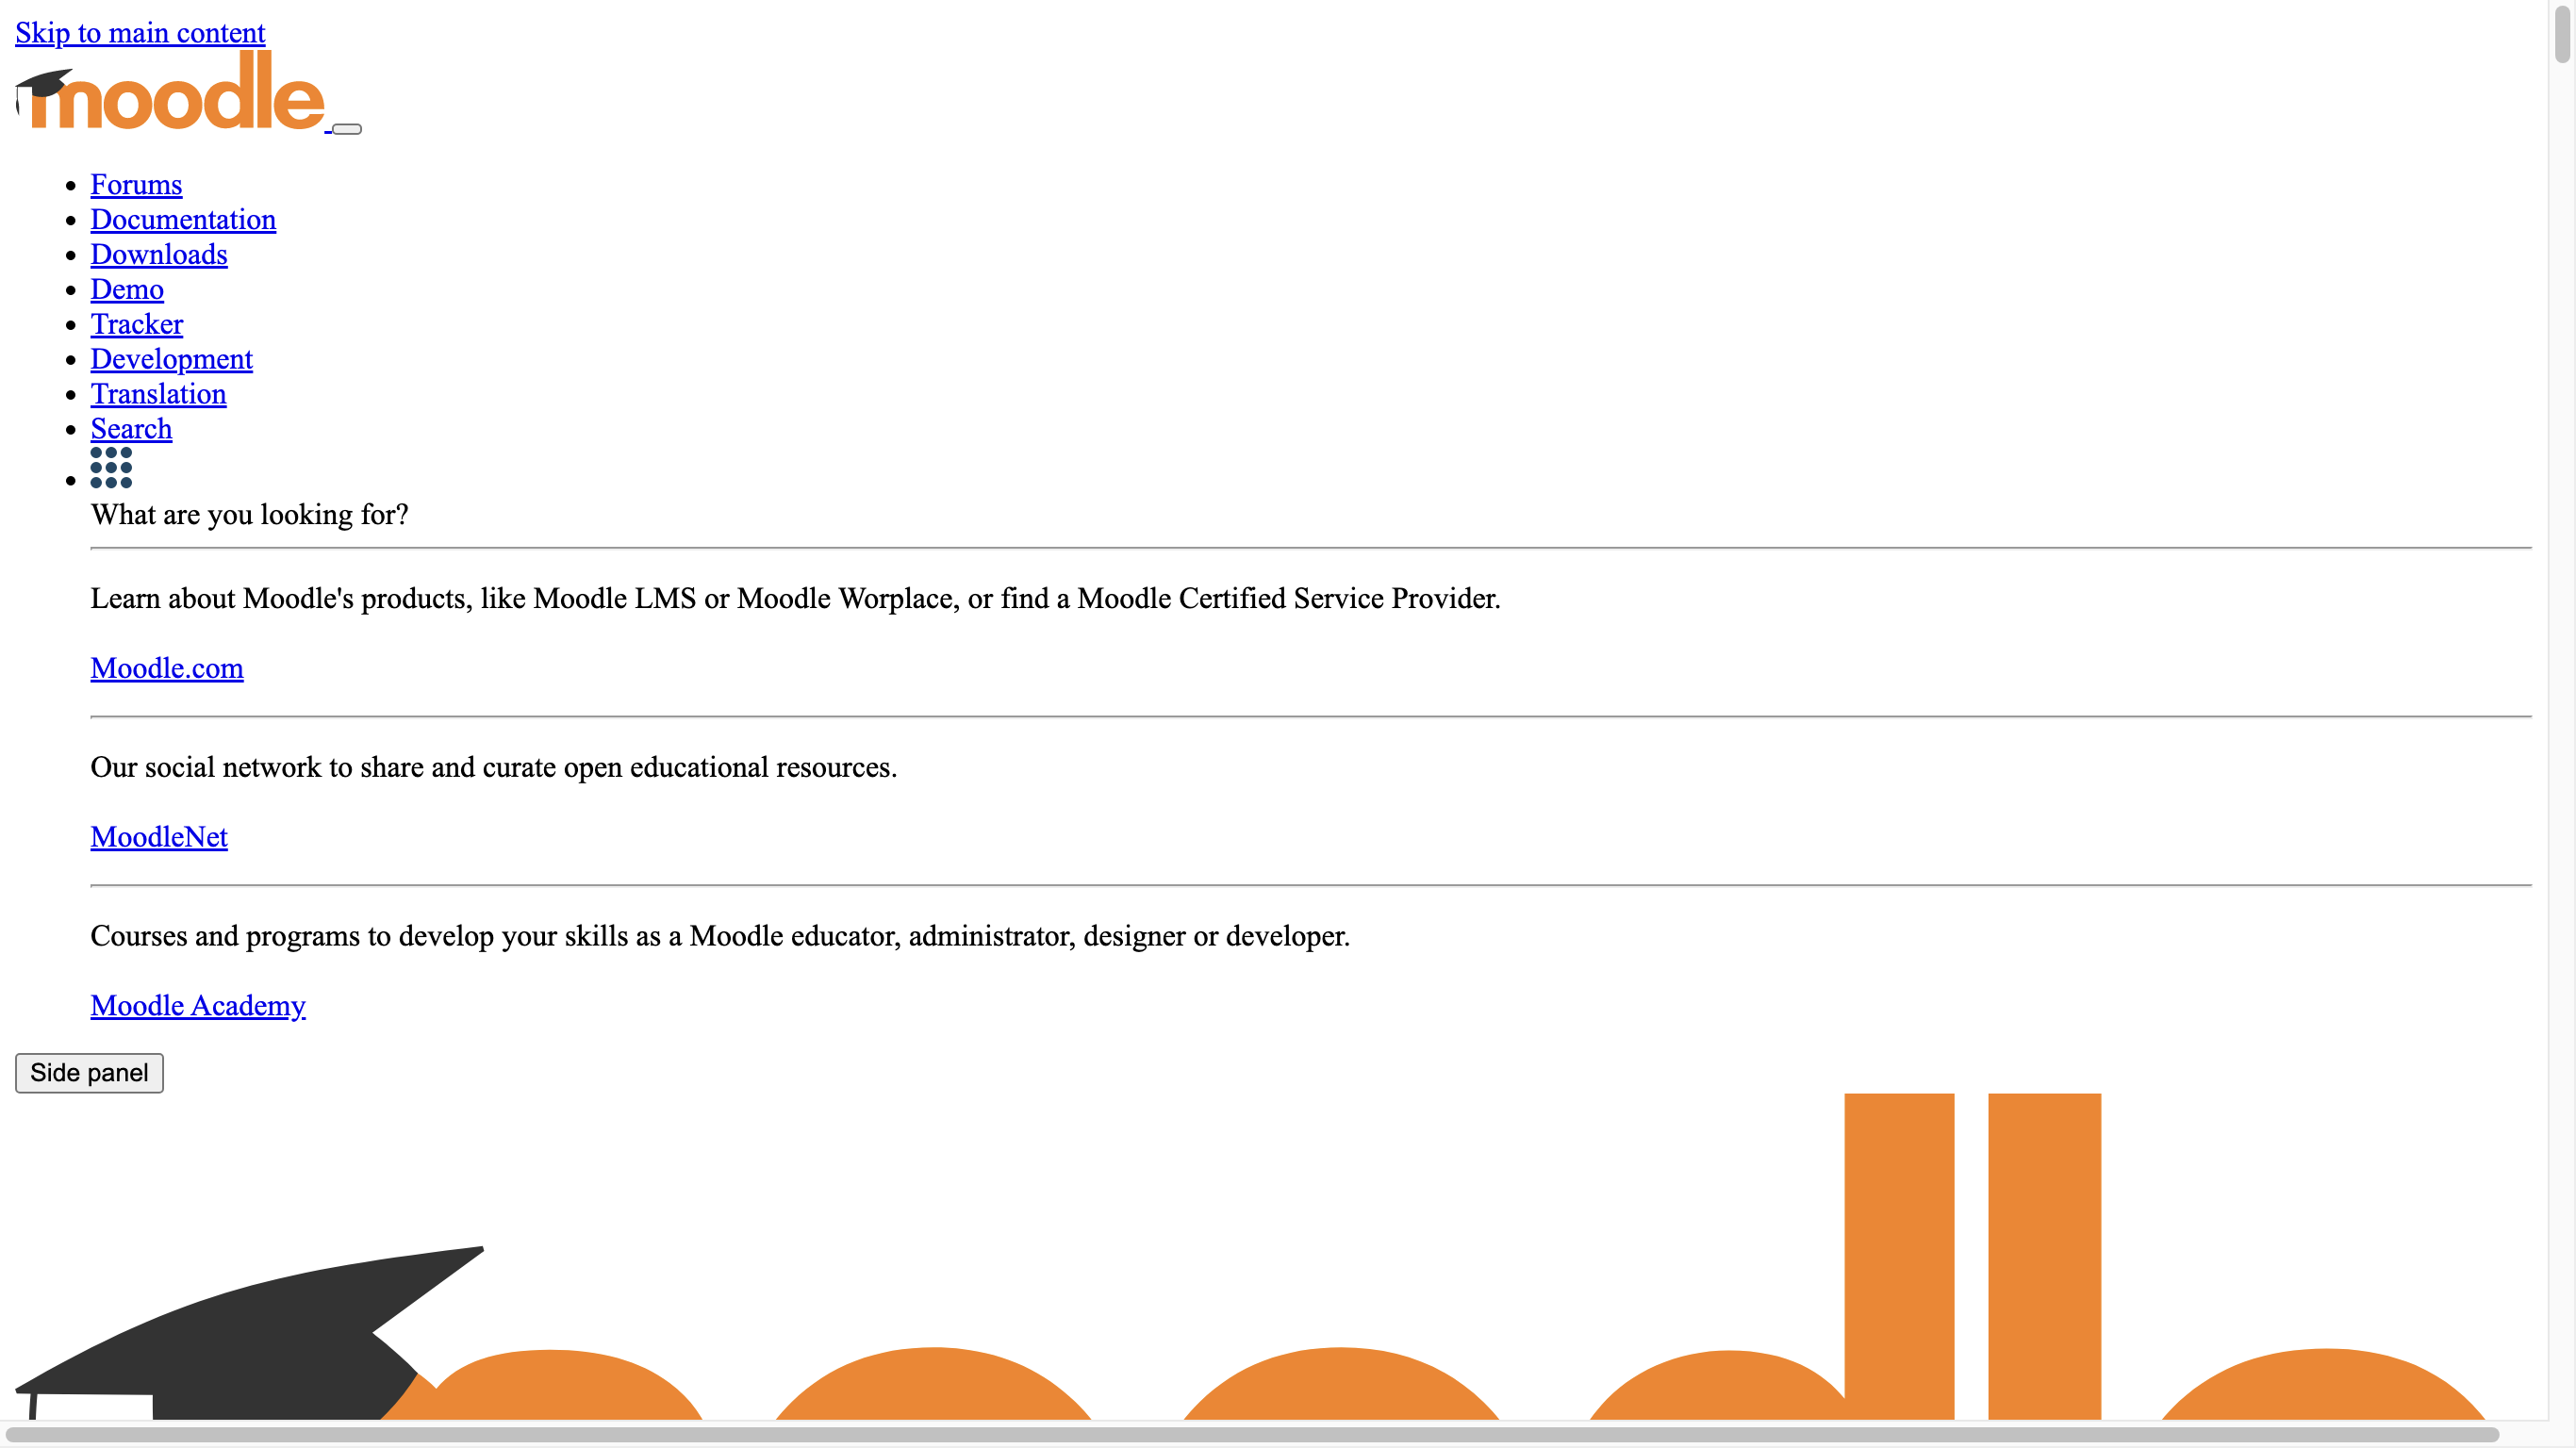 Skip to main content
moodle
Forums
Documentation
Downloads
Demo
Tracker
Development
Translation
Search
What are you looking for?
Learn about Moodle's products, like Moodle LMS or Moodle Worplace, or find a Moodle Certified Service Provider.
Moodle.com
Our social network to share and curate open educational resources.
MoodleNet
Courses and programs to develop your skills as a Moodle educator, administrator, designer or developer.
Moodle Academy
Side panel
moodle